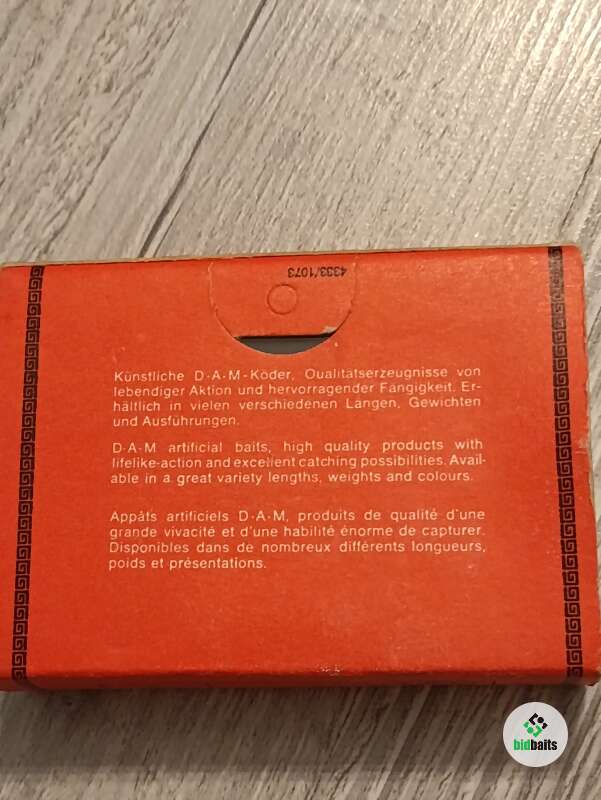 4333/1073
Künstliche D-A-M-Köder, Qualitätserzeugnisse von
lebendiger Aktion und hervorragender Fängigkeit. Er-
hältlich in vielen verschiedenen Längen, Gewichten
und Ausführungen.
D-A-M artificial baits, high quality products with
lifelike-action and excellent catching possibilities. Avail-
able in a great variety lengths, weights and colours.
Appâts artificiels D-A-M, produits de qualité d'une
grande vivacité et d'une habilité énorme de capturer.
Disponibles dans de nombreux différents longueurs,
poids et présentations.
bidbaits